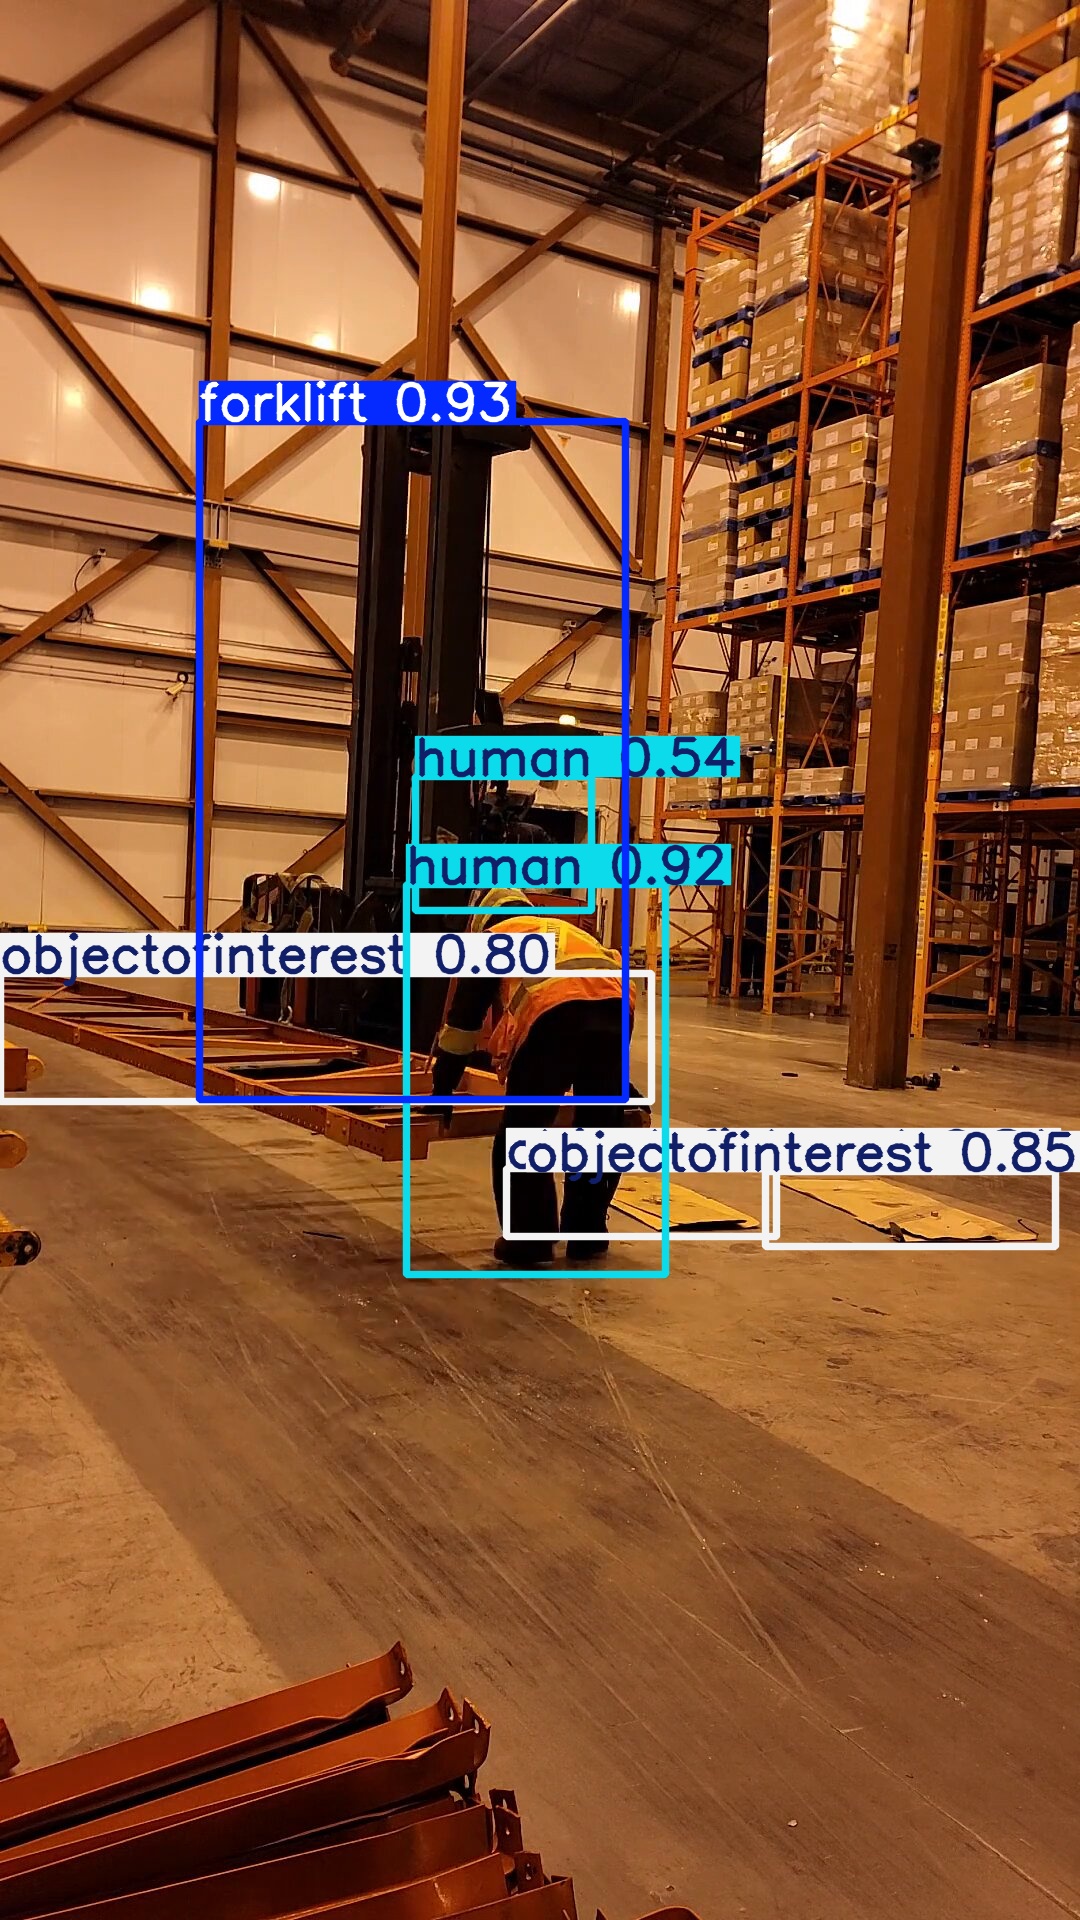 forklift 0.93
human 0.54
human 0.92
objectofinterest 0.80
objectofinterest 0.85